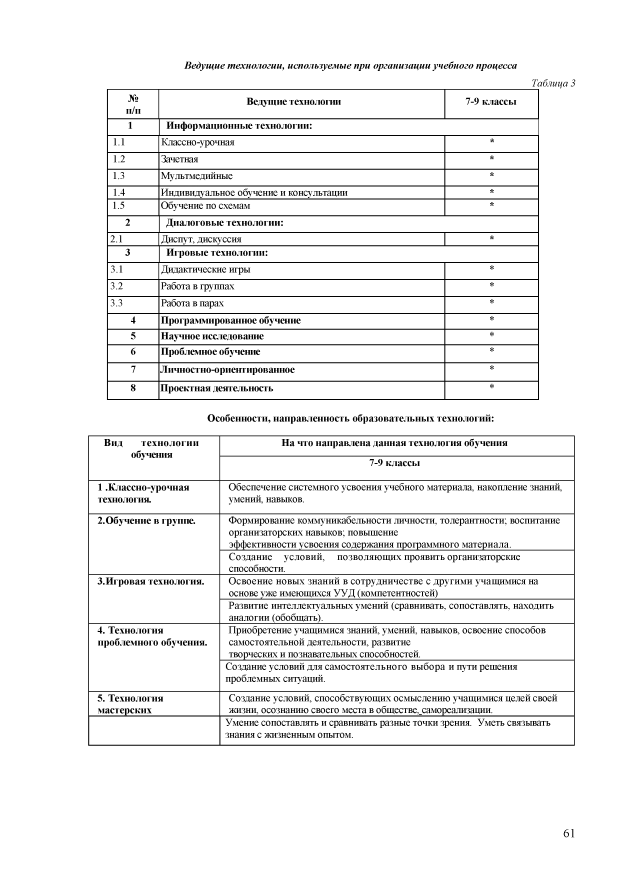 Ведущие технологии, используемые при организации учебного процесса
Таблица 3
№ п/п Ведущие технологии 7-9 классы
1 Информационные технологии:
1.1 Классно-урочная *
1.2 Зачетная *
1.3 Мультмедийные *
1.4 Индивидуальное обучение и консультации *
1.5 Обучение по схемам *
2 Диалоговые технологии:
2.1 Диспут, дискуссия *
3 Игровые технологии:
3.1 Дидактические игры *
3.2 Работа в группах *
3.3 Работа в парах *
4 Программированное обучение *
5 Научное исследование *
6 Проблемное обучение *
7 Личностно-ориентированное *
8 Проектная деятельность *
Особенности, направленность образовательных технологий:
Вид технологии
обучения
На что направлена данная технология обучения
7-9 классы
1 .Классно-урочная
технология.
Обеспечение системного усвоения учебного материала, накопление знаний,
умений, навыков.
2.Обучение в группе.
Формирование коммуникабельности личности, толерантности; воспитание
организаторских навыков; повышение
эффективности усвоения содержания программного материала.
Создание условий, позволяющих проявить организаторские
способности.
3.Игровая технология.
Освоение новых знаний в сотрудничестве с другими учащимися на
основе уже имеющихся УУД (компетентностей)
Развитие интеллектуальных умений (сравнивать, сопоставлять, находить
аналогии (обобщать).
4. Технология
проблемного обучения.
Приобретение учащимися знаний, умений, навыков, освоение способов
самостоятельной деятельности, развитие
творческих и познавательных способностей.
Создание условий для самостоятельного выбора и пути решения
проблемных ситуаций.
5. Технология
мастерских
Создание условий, способствующих осмыслению учащимися целей своей
жизни, осознанию своего места в обществе, самореализации.
Умение сопоставлять и сравнивать разные точки зрения. Уметь связывать
знания с жизненным опытом.
61